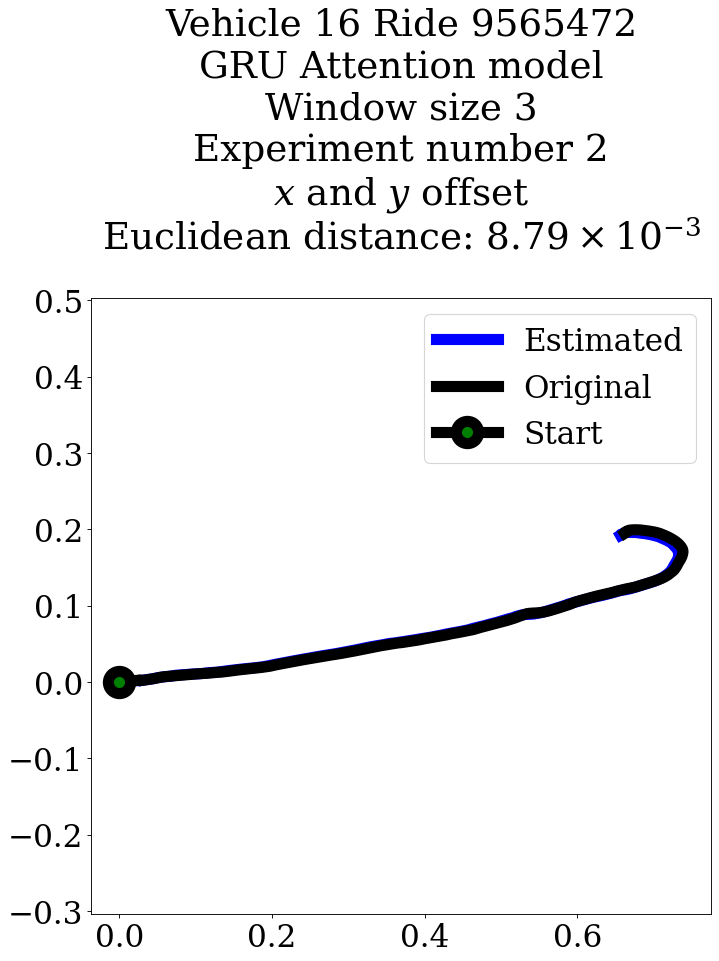 Vehicle 16 Ride 9565472
GRU Attention model
Window size 3
Experiment number 2
x and y offset
Euclidean distance: 8.79 × 10⁻³
Estimated
Original
Start
0.5
0.4
0.3
0.2
0.1
0.0
−0.1
−0.2
−0.3
0.0 0.2 0.4 0.6